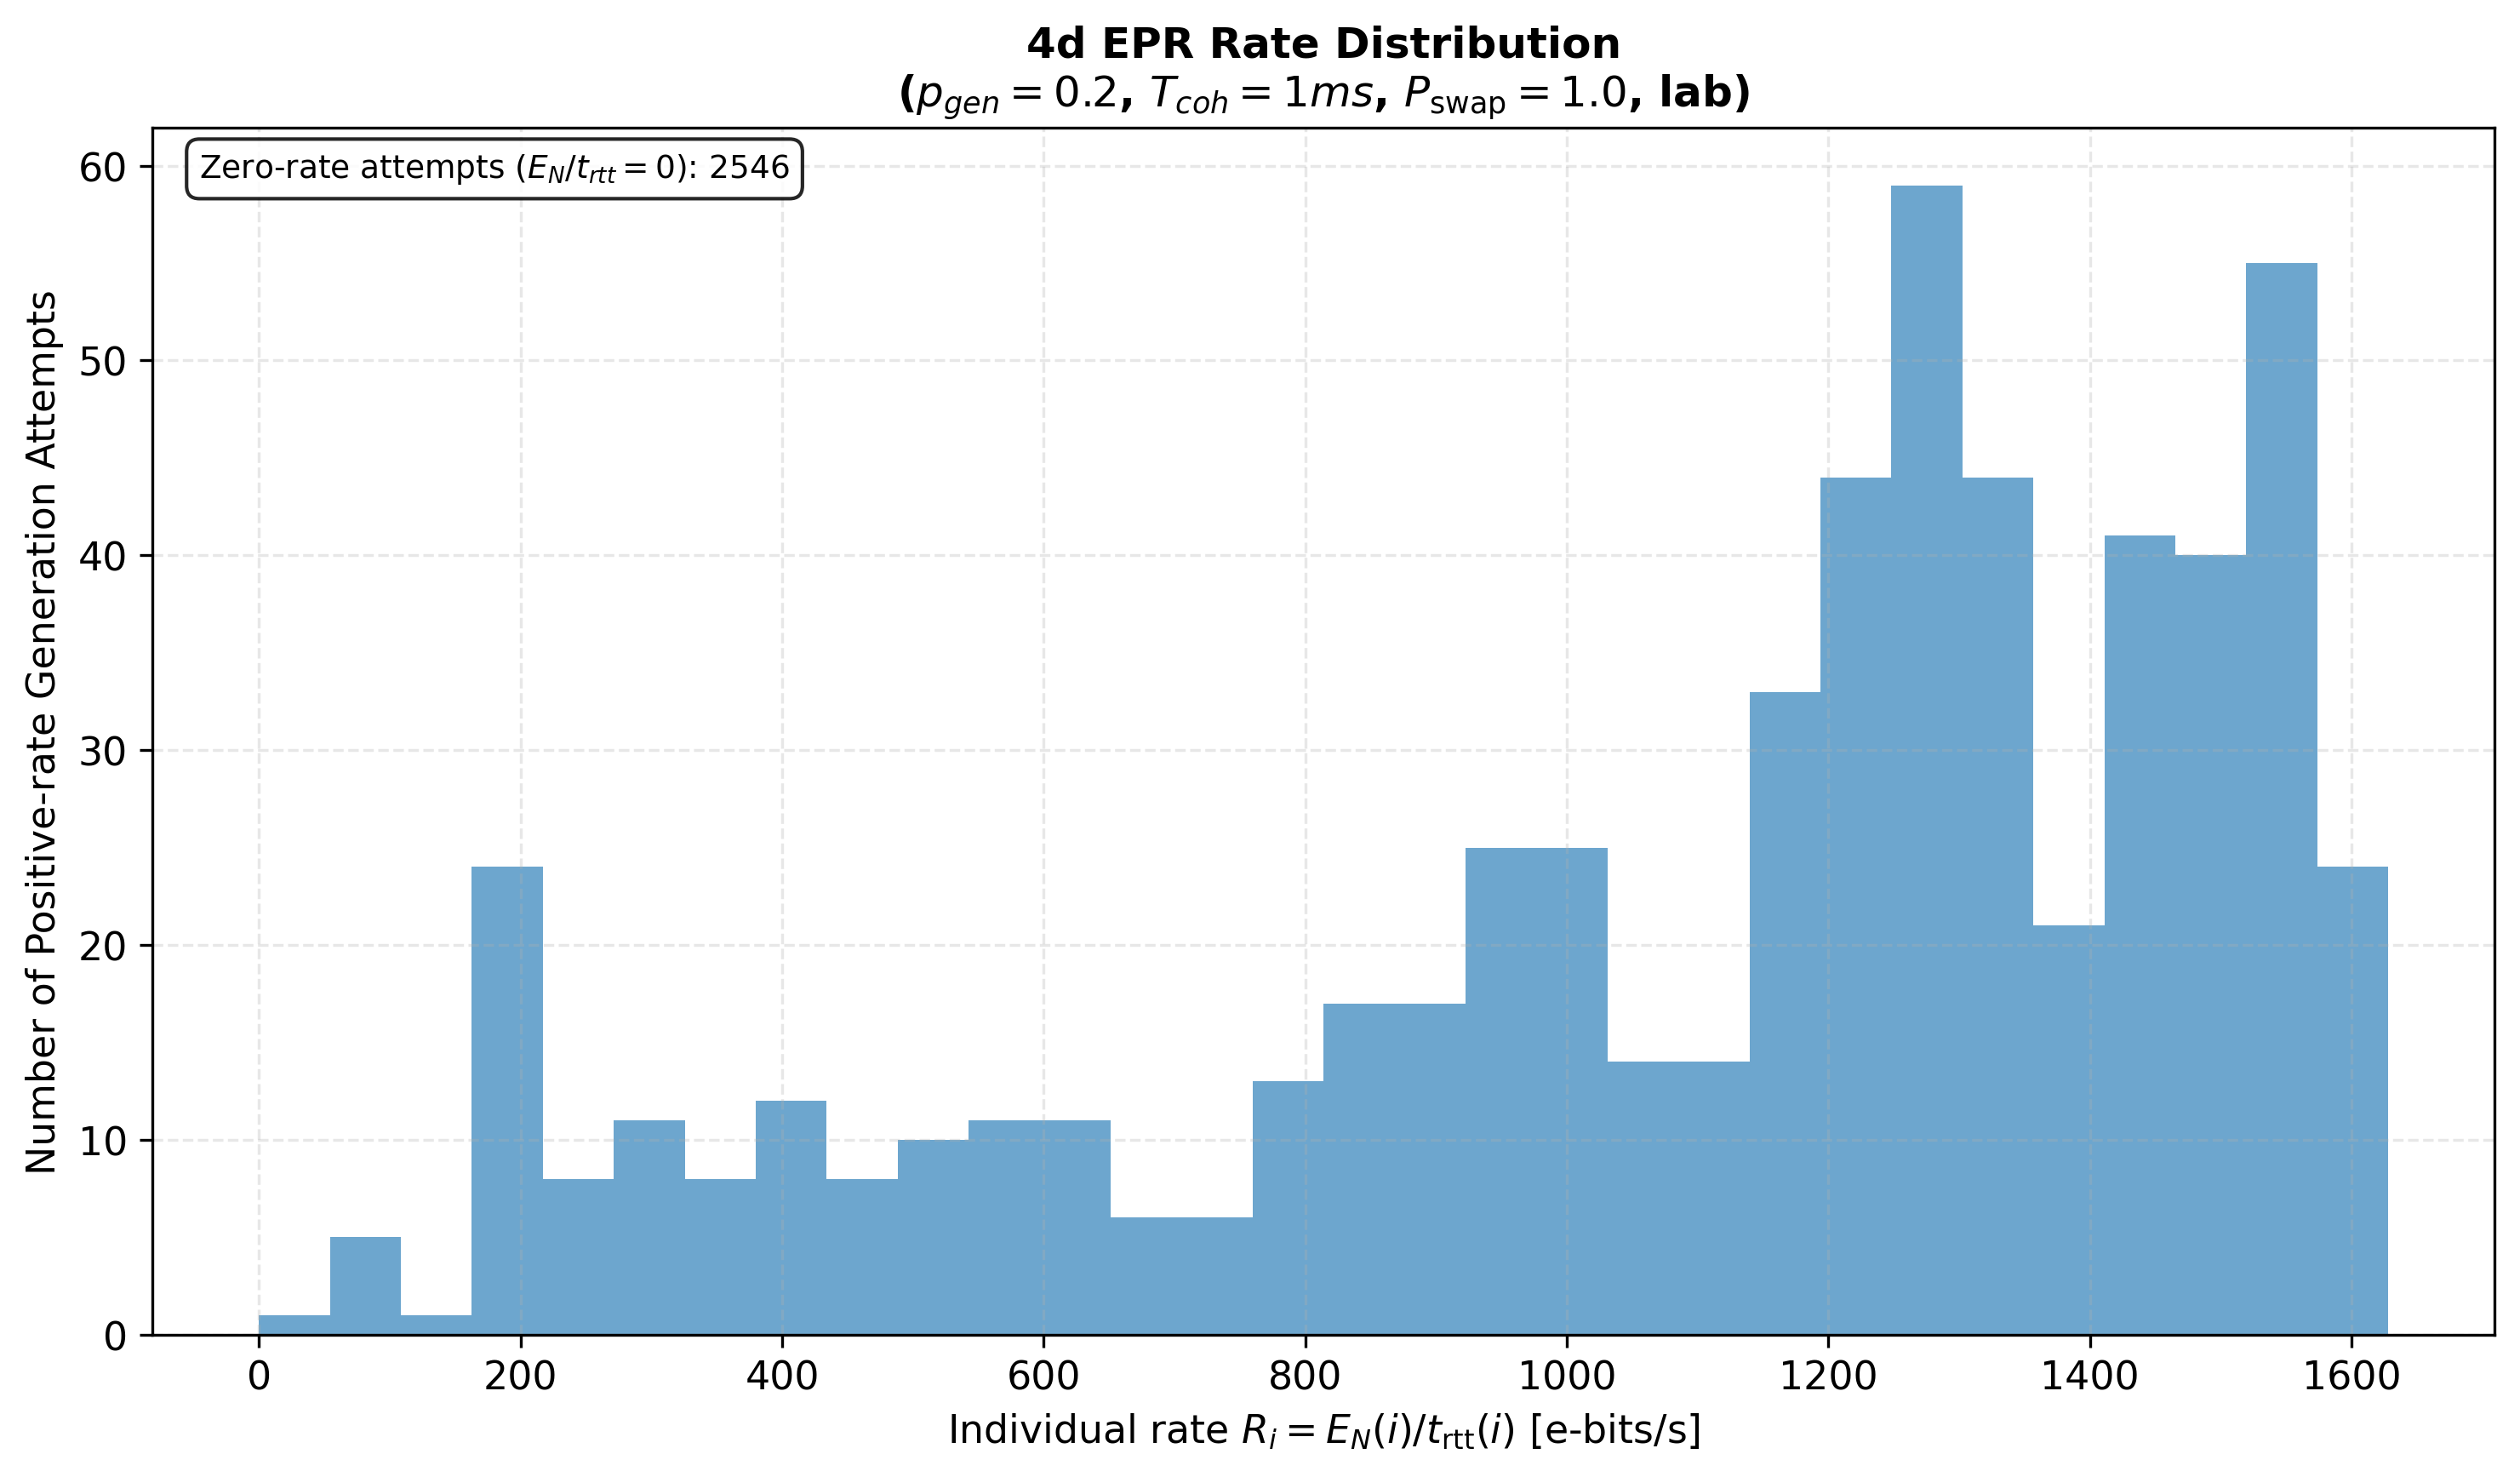 4d EPR Rate Distribution
(p_gen = 0.2, T_coh = 1ms, P_swap = 1.0, lab)
Zero-rate attempts (E_N/t_rtt = 0): 2546
Number of Positive-rate Generation Attempts
60
50
40
30
20
10
0
0 200 400 600 800 1000 1200 1400 1600
Individual rate R_i = E_N(i)/t_rtt(i) [e-bits/s]